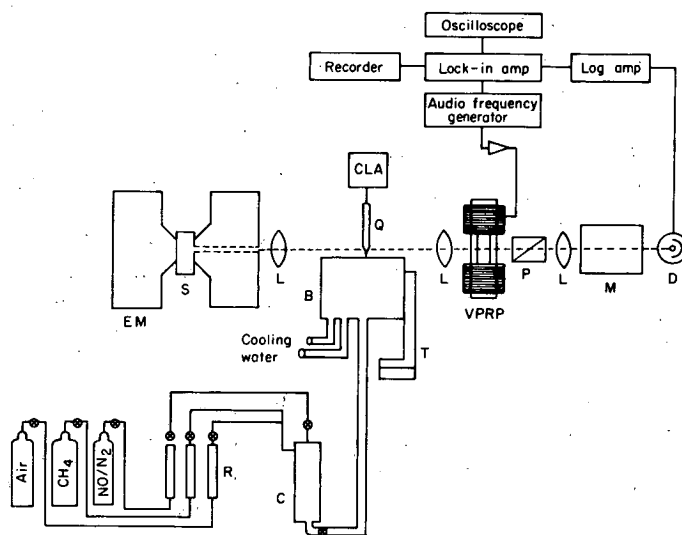 Oscilloscope
Recorder
Lock-in amp
Log amp
Audio frequency
generator
CLA
Q
S
L
L
P
L
M
D
EM
B
VPRP
Cooling
water
T
Air
CH4
NO/N2
R
C